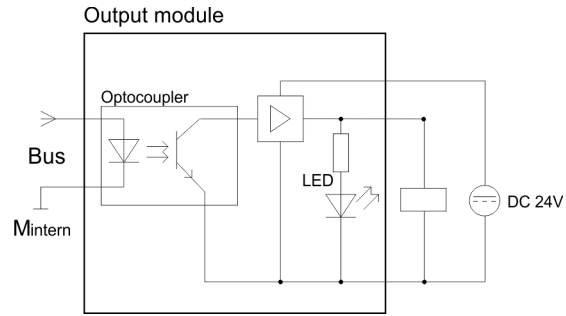 Output module
Optocoupler
Bus
LED
DC 24V
Mintern